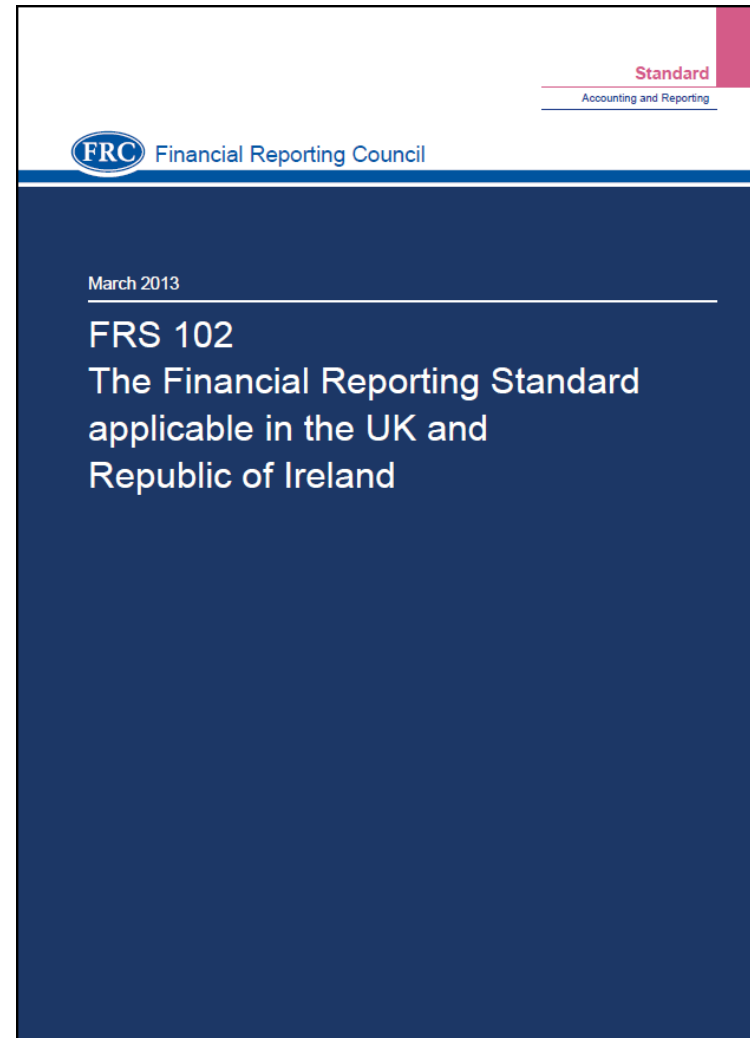 Standard
Accounting and Reporting
FRC Financial Reporting Council
March 2013
FRS 102
The Financial Reporting Standard
applicable in the UK and
Republic of Ireland